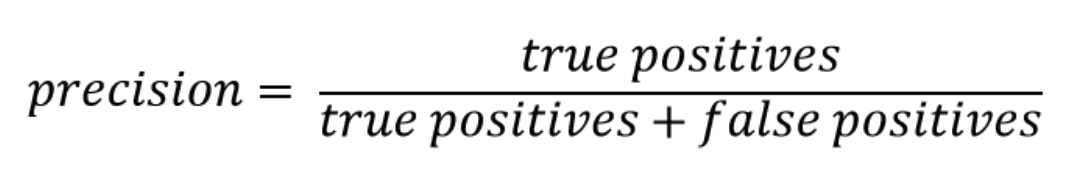 true positives
precision =
true positives + false positives